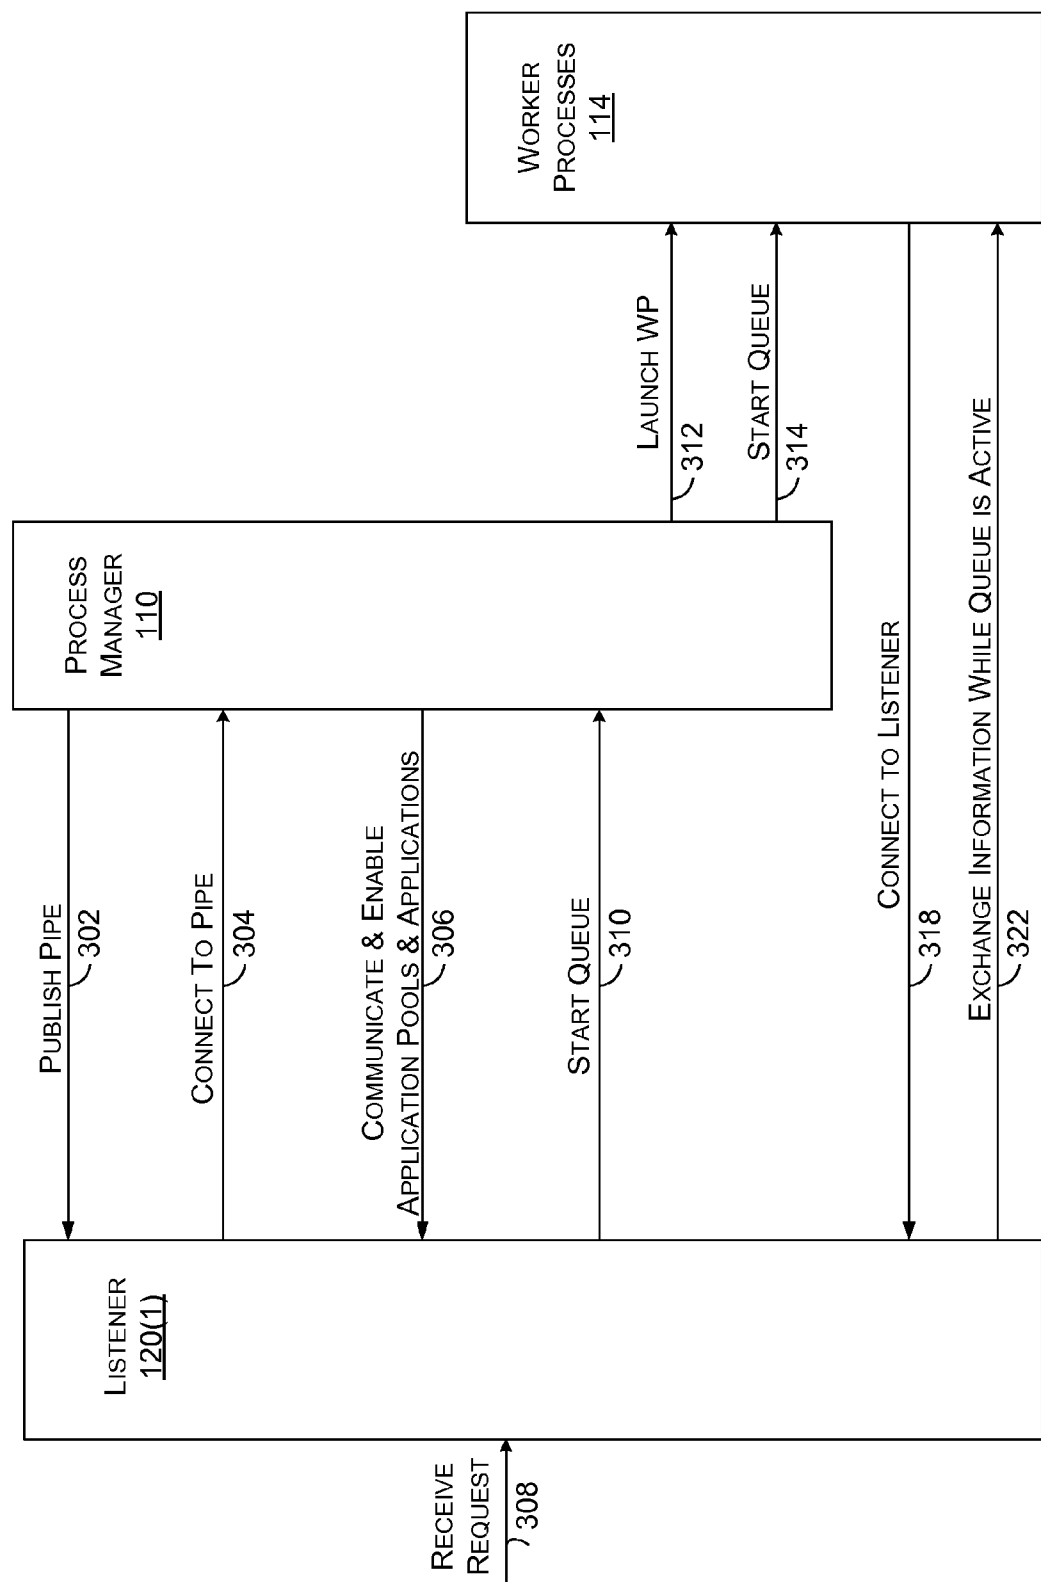 LISTENER
120(1)
PROCESS
MANAGER
110
WORKER
PROCESSES
114
PUBLISH PIPE
302
CONNECT TO PIPE
304
COMMUNICATE & ENABLE
APPLICATION POOLS & APPLICATIONS
306
RECEIVE
REQUEST
308
START QUEUE
310
LAUNCH WP
312
START QUEUE
314
CONNECT TO LISTENER
318
EXCHANGE INFORMATION WHILE QUEUE IS ACTIVE
322